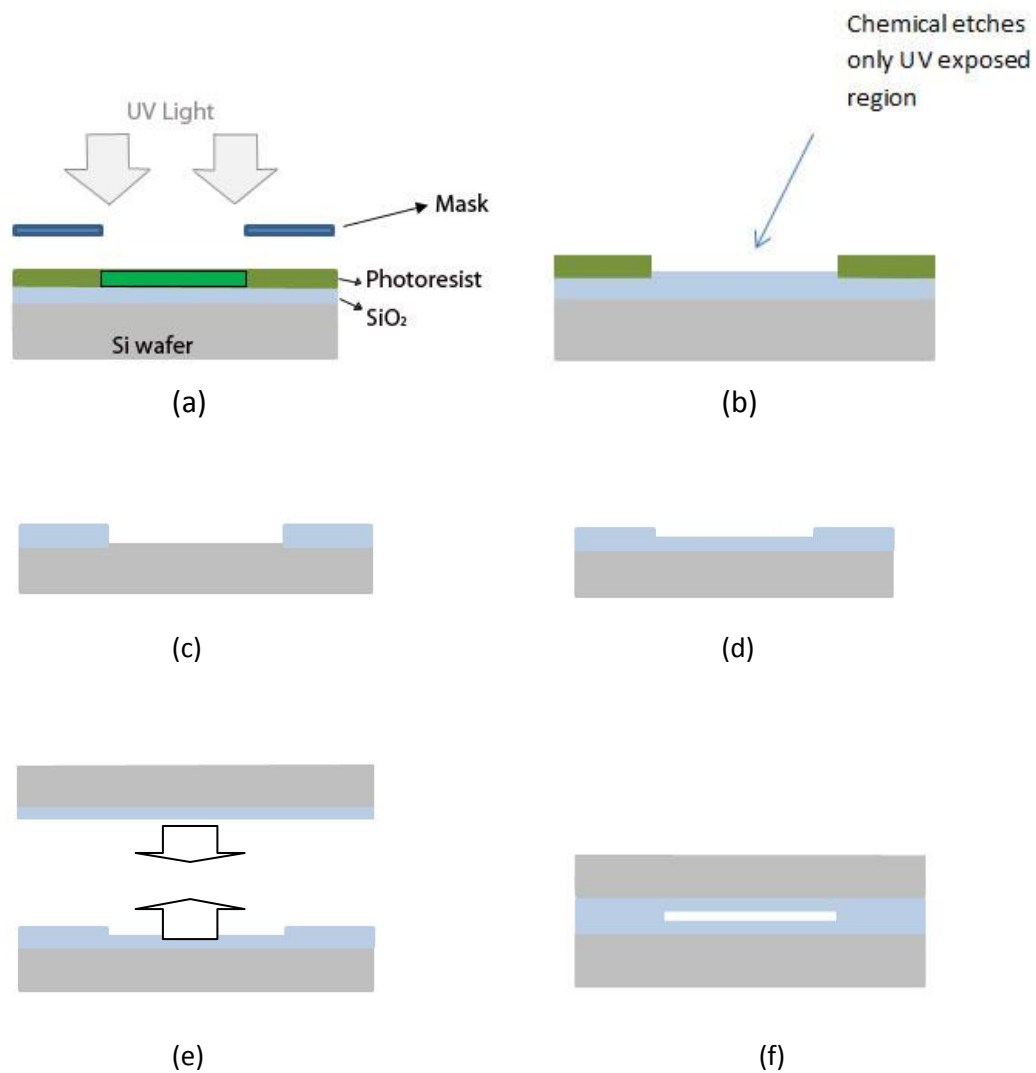 Chemical etches
only UV exposed
region
UV Light
Mask
Photoresist
SiO₂
Si wafer
(a)
(b)
(c)
(d)
(e)
(f)